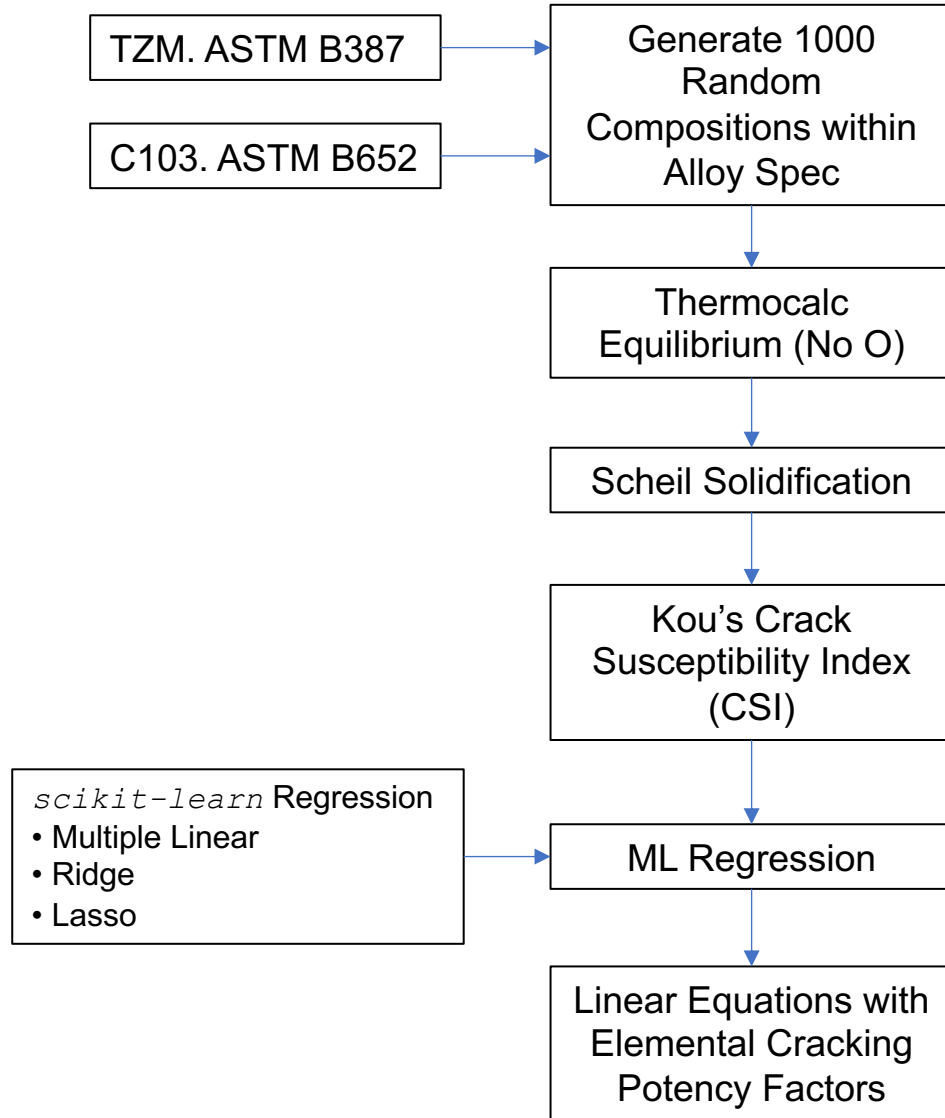 TZM. ASTM B387
C103. ASTM B652
Generate 1000
Random
Compositions within
Alloy Spec
Thermocalc
Equilibrium (No O)
Scheil Solidification
Kou’s Crack
Susceptibility Index
(CSI)
scikit-learn Regression
• Multiple Linear
• Ridge
• Lasso
ML Regression
Linear Equations with
Elemental Cracking
Potency Factors